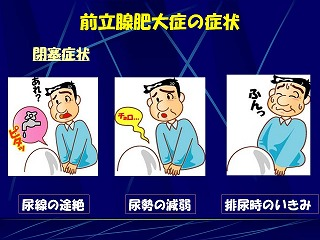 前立腺肥大症の症状
閉塞症状
あれ?
ピタッ
チョロ…
ふんっ
尿線の途絶
尿勢の減弱
排尿時のいきみ